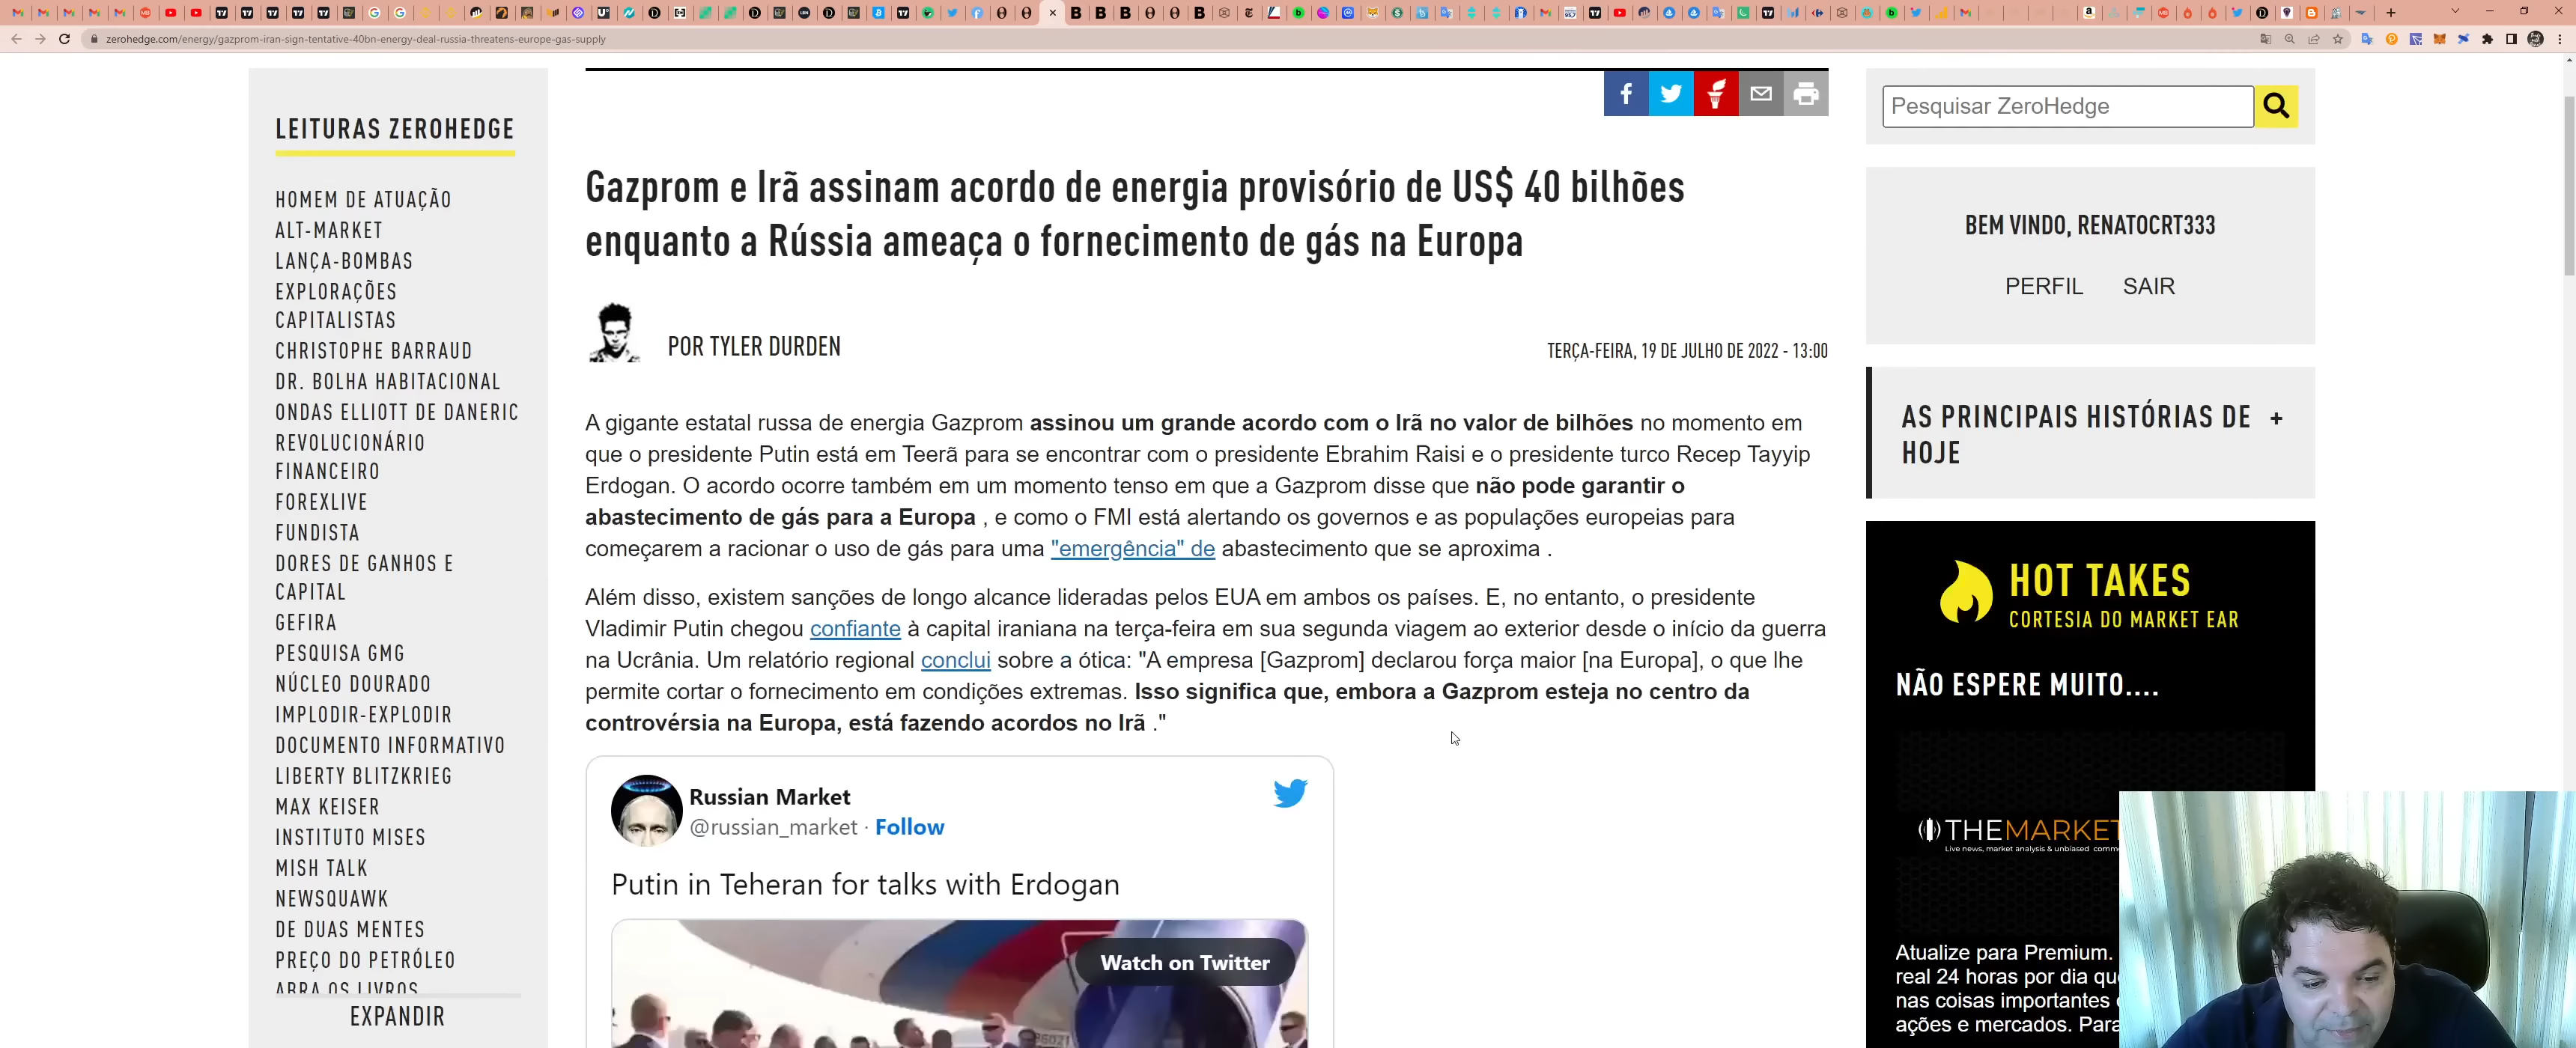 zerohedge.com/energy/gazprom-iran-sign-tentative-40bn-energy-deal-russia-threatens-europe-gas-supply
LEITURAS ZEROHEDGE
HOMEM DE ATUAÇÃO
ALT-MARKET
LANÇA-BOMBAS
EXPLORAÇÕES
CAPITALISTAS
CHRISTOPHE BARRAUD
DR. BOLHA HABITACIONAL
ONDAS ELLIOTT DE DANERIC
REVOLUCIONÁRIO
FINANCEIRO
FOREXLIVE
FUNDISTA
DORES DE GANHOS E
CAPITAL
GEFIRA
PESQUISA GMG
NÚCLEO DOURADO
IMPLODIR-EXPLODIR
DOCUMENTO INFORMATIVO
LIBERTY BLITZKRIEG
MAX KEISER
INSTITUTO MISES
MISH TALK
NEWSQUAWK
DE DUAS MENTES
PREÇO DO PETRÓLEO
ABRA OS LIVROS
EXPANDIR
Gazprom e Irã assinam acordo de energia provisório de US$ 40 bilhões
enquanto a Rússia ameaça o fornecimento de gás na Europa
POR TYLER DURDEN
TERÇA-FEIRA, 19 DE JULHO DE 2022 - 13:00
A gigante estatal russa de energia Gazprom assinou um grande acordo com o Irã no valor de bilhões no momento em
que o presidente Putin está em Teerã para se encontrar com o presidente Ebrahim Raisi e o presidente turco Recep Tayyip
Erdogan. O acordo ocorre também em um momento tenso em que a Gazprom disse que não pode garantir o
abastecimento de gás para a Europa , e como o FMI está alertando os governos e as populações europeias para
começarem a racionar o uso de gás para uma "emergência" de abastecimento que se aproxima .
Além disso, existem sanções de longo alcance lideradas pelos EUA em ambos os países. E, no entanto, o presidente
Vladimir Putin chegou confiante à capital iraniana na terça-feira em sua segunda viagem ao exterior desde o início da guerra
na Ucrânia. Um relatório regional conclui sobre a ótica: "A empresa [Gazprom] declarou força maior [na Europa], o que lhe
permite cortar o fornecimento em condições extremas. Isso significa que, embora a Gazprom esteja no centro da
controvérsia na Europa, está fazendo acordos no Irã ."
Russian Market
@russian_market · Follow
Putin in Teheran for talks with Erdogan
Watch on Twitter
Pesquisar ZeroHedge
BEM VINDO, RENATOCRT333
PERFIL SAIR
AS PRINCIPAIS HISTÓRIAS DE +
HOJE
HOT TAKES
CORTESIA DO MARKET EAR
NÃO ESPERE MUITO....
THEMARKET
Live news, market analysis & unbiased
Atualize para Premium.
real 24 horas por dia
nas coisas importantes
ações e mercados.